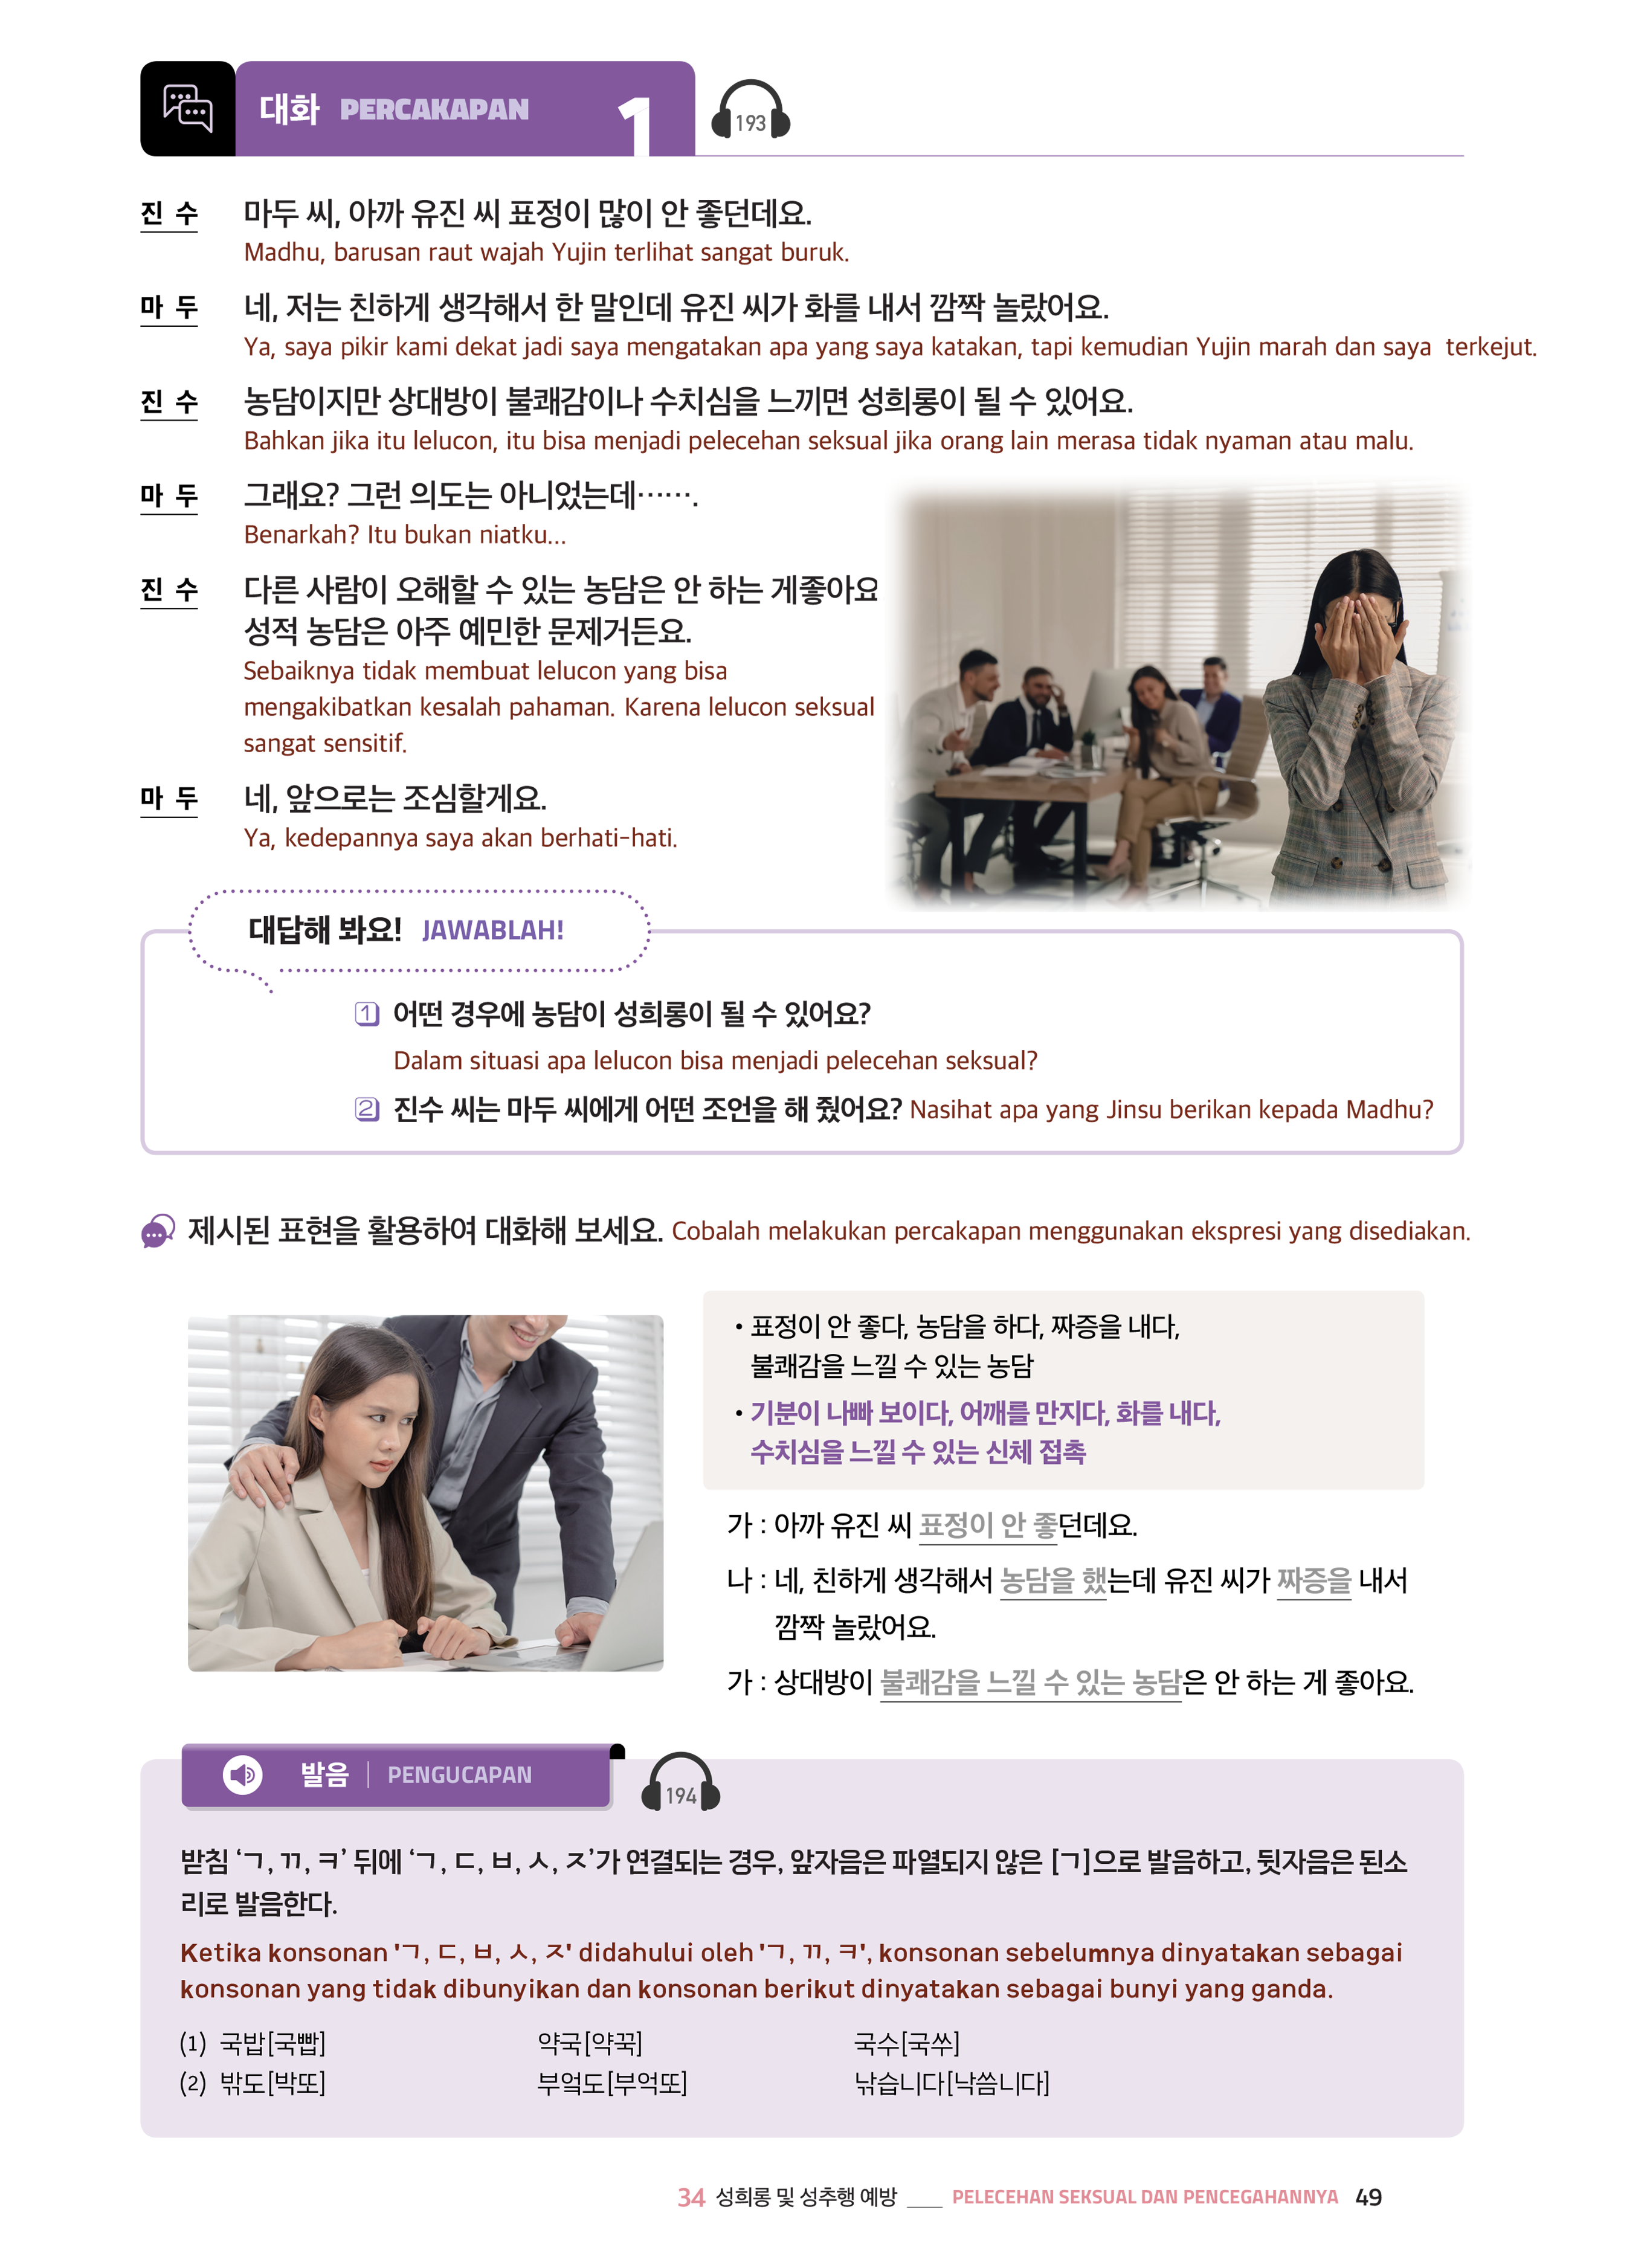 대화 PERCAKAPAN 1
193
진 수 마두 씨, 아까 유진 씨 표정이 많이 안 좋던데요.
Madhu, barusan raut wajah Yujin terlihat sangat buruk.
마 두 네, 저는 친하게 생각해서 한 말인데 유진 씨가 화를 내서 깜짝 놀랐어요.
Ya, saya pikir kami dekat jadi saya mengatakan apa yang saya katakan, tapi kemudian Yujin marah dan saya terkejut.
진 수 농담이지만 상대방이 불쾌감이나 수치심을 느끼면 성희롱이 될 수 있어요.
Bahkan jika itu lelucon, itu bisa menjadi pelecehan seksual jika orang lain merasa tidak nyaman atau malu.
마 두 그래요? 그런 의도는 아니었는데…….
Benarkah? Itu bukan niatku...
진 수 다른 사람이 오해할 수 있는 농담은 안 하는 게좋아요
성적 농담은 아주 예민한 문제거든요.
Sebaiknya tidak membuat lelucon yang bisa
mengakibatkan kesalah pahaman. Karena lelucon seksual
sangat sensitif.
마 두 네, 앞으로는 조심할게요.
Ya, kedepannya saya akan berhati-hati.
대답해 봐요! JAWABLAH!
1 어떤 경우에 농담이 성희롱이 될 수 있어요?
Dalam situasi apa lelucon bisa menjadi pelecehan seksual?
2 진수 씨는 마두 씨에게 어떤 조언을 해 줬어요? Nasihat apa yang Jinsu berikan kepada Madhu?
제시된 표현을 활용하여 대화해 보세요. Cobalah melakukan percakapan menggunakan ekspresi yang disediakan.
• 표정이 안 좋다, 농담을 하다, 짜증을 내다,
불쾌감을 느낄 수 있는 농담
• 기분이 나빠 보이다, 어깨를 만지다, 화를 내다,
수치심을 느낄 수 있는 신체 접촉
가 : 아까 유진 씨 표정이 안 좋던데요.
나 : 네, 친하게 생각해서 농담을 했는데 유진 씨가 짜증을 내서
깜짝 놀랐어요.
가 : 상대방이 불쾌감을 느낄 수 있는 농담은 안 하는 게 좋아요.
발음 | PENGUCAPAN
194
받침 ‘ㄱ, ㄲ, ㅋ’ 뒤에 ‘ㄱ, ㄷ, ㅂ, ㅅ, ㅈ’가 연결되는 경우, 앞자음은 파열되지 않은 [ㄱ]으로 발음하고, 뒷자음은 된소
리로 발음한다.
Ketika konsonan 'ㄱ, ㄷ, ㅂ, ㅅ, ㅈ' didahului oleh 'ㄱ, ㄲ, ㅋ', konsonan sebelumnya dinyatakan sebagai
konsonan yang tidak dibunyikan dan konsonan berikut dinyatakan sebagai bunyi yang ganda.
(1) 국밥[국빱] 약국[약꾹] 국수[국쑤]
(2) 밖도[박또] 부엌도[부억또] 낚습니다[낙씀니다]
34 성희롱 및 성추행 예방 ___ PELECEHAN SEKSUAL DAN PENCEGAHANNYA 49